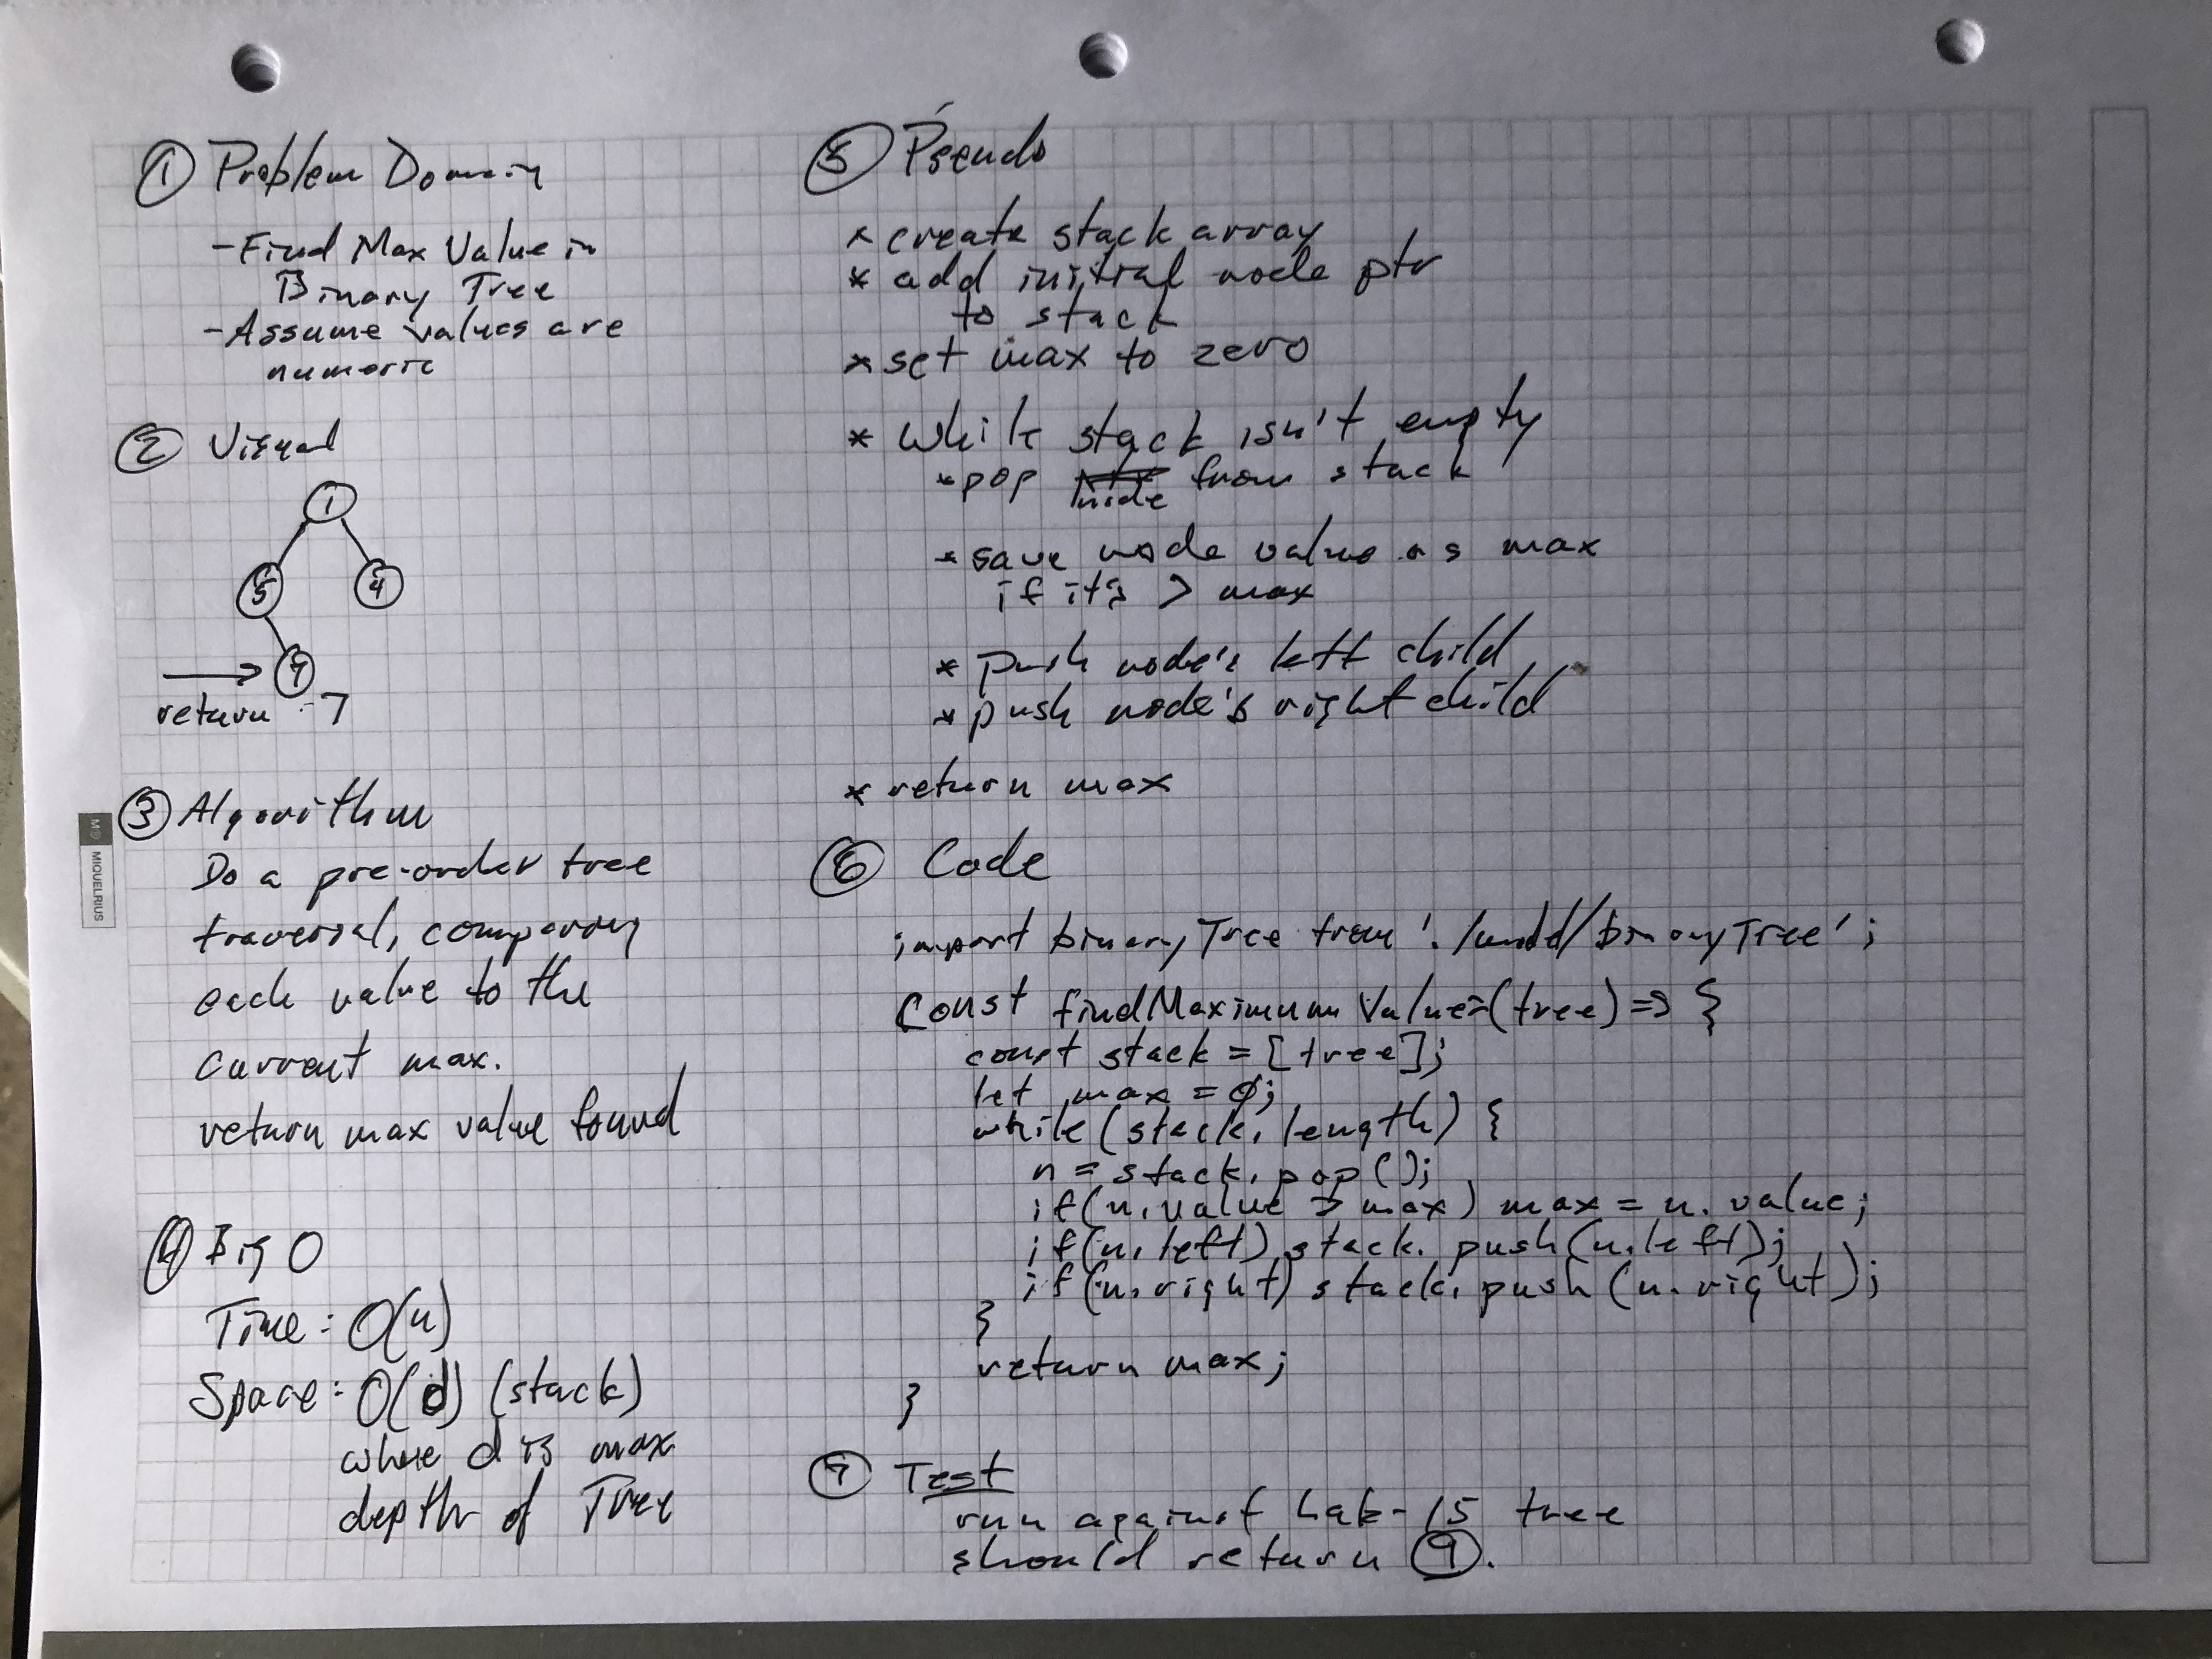 ① Problem Domain
- Find Max Value in
Binary Tree
- Assume values are
numeric
② Visual
1
5 4
7
return 7
③ Algorithm
Do a pre-order tree
traversal, comparing
each value to the
current max.
return max value found
④ Big O
Time: O(n)
Space: O(d) (stack)
where d is max
depth of Tree
M
MIQUELRIUS
⑤ Pseudo
* create stack array
* add initial node ptr
to stack
* set max to zero
* While stack isn't empty
* pop node from stack
* save node value as max
if it's > max
* push node's left child
* push node's right child
* return max
⑥ Code
import binaryTree from './ /binaryTree';
const findMaximumValue=(tree) => {
const stack = [tree];
let max = 0;
while (stack.length) {
n = stack.pop();
if(n.value > max) max = n.value;
if(n.left) stack.push(n.left);
if(n.right) stack.push(n.right);
}
return max;
}
⑦ Test
run against Lab-15 tree
should return 9.